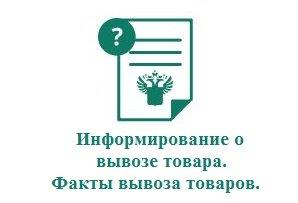 ?
Информирование о
вывозе товара.
Факты вывоза товаров.